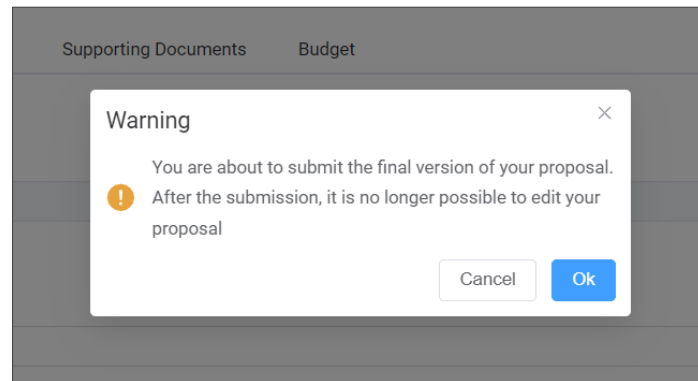 Supporting Documents Budget
Warning
You are about to submit the final version of your proposal.
After the submission, it is no longer possible to edit your
proposal
Cancel Ok